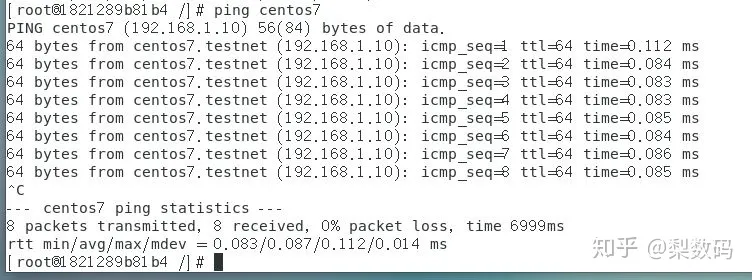 [root@1821289b81b4 /]# ping centos7
PING centos7 (192.168.1.10) 56(84) bytes of data.
64 bytes from centos7.testnet (192.168.1.10): icmp_seq=1 ttl=64 time=0.112 ms
64 bytes from centos7.testnet (192.168.1.10): icmp_seq=2 ttl=64 time=0.084 ms
64 bytes from centos7.testnet (192.168.1.10): icmp_seq=3 ttl=64 time=0.083 ms
64 bytes from centos7.testnet (192.168.1.10): icmp_seq=4 ttl=64 time=0.083 ms
64 bytes from centos7.testnet (192.168.1.10): icmp_seq=5 ttl=64 time=0.085 ms
64 bytes from centos7.testnet (192.168.1.10): icmp_seq=6 ttl=64 time=0.084 ms
64 bytes from centos7.testnet (192.168.1.10): icmp_seq=7 ttl=64 time=0.086 ms
64 bytes from centos7.testnet (192.168.1.10): icmp_seq=8 ttl=64 time=0.085 ms
^C
--- centos7 ping statistics ---
8 packets transmitted, 8 received, 0% packet loss, time 6999ms
rtt min/avg/max/mdev = 0.083/0.087/0.112/0.014 ms
[root@1821289b81b4 /]#
知乎 @梨数码